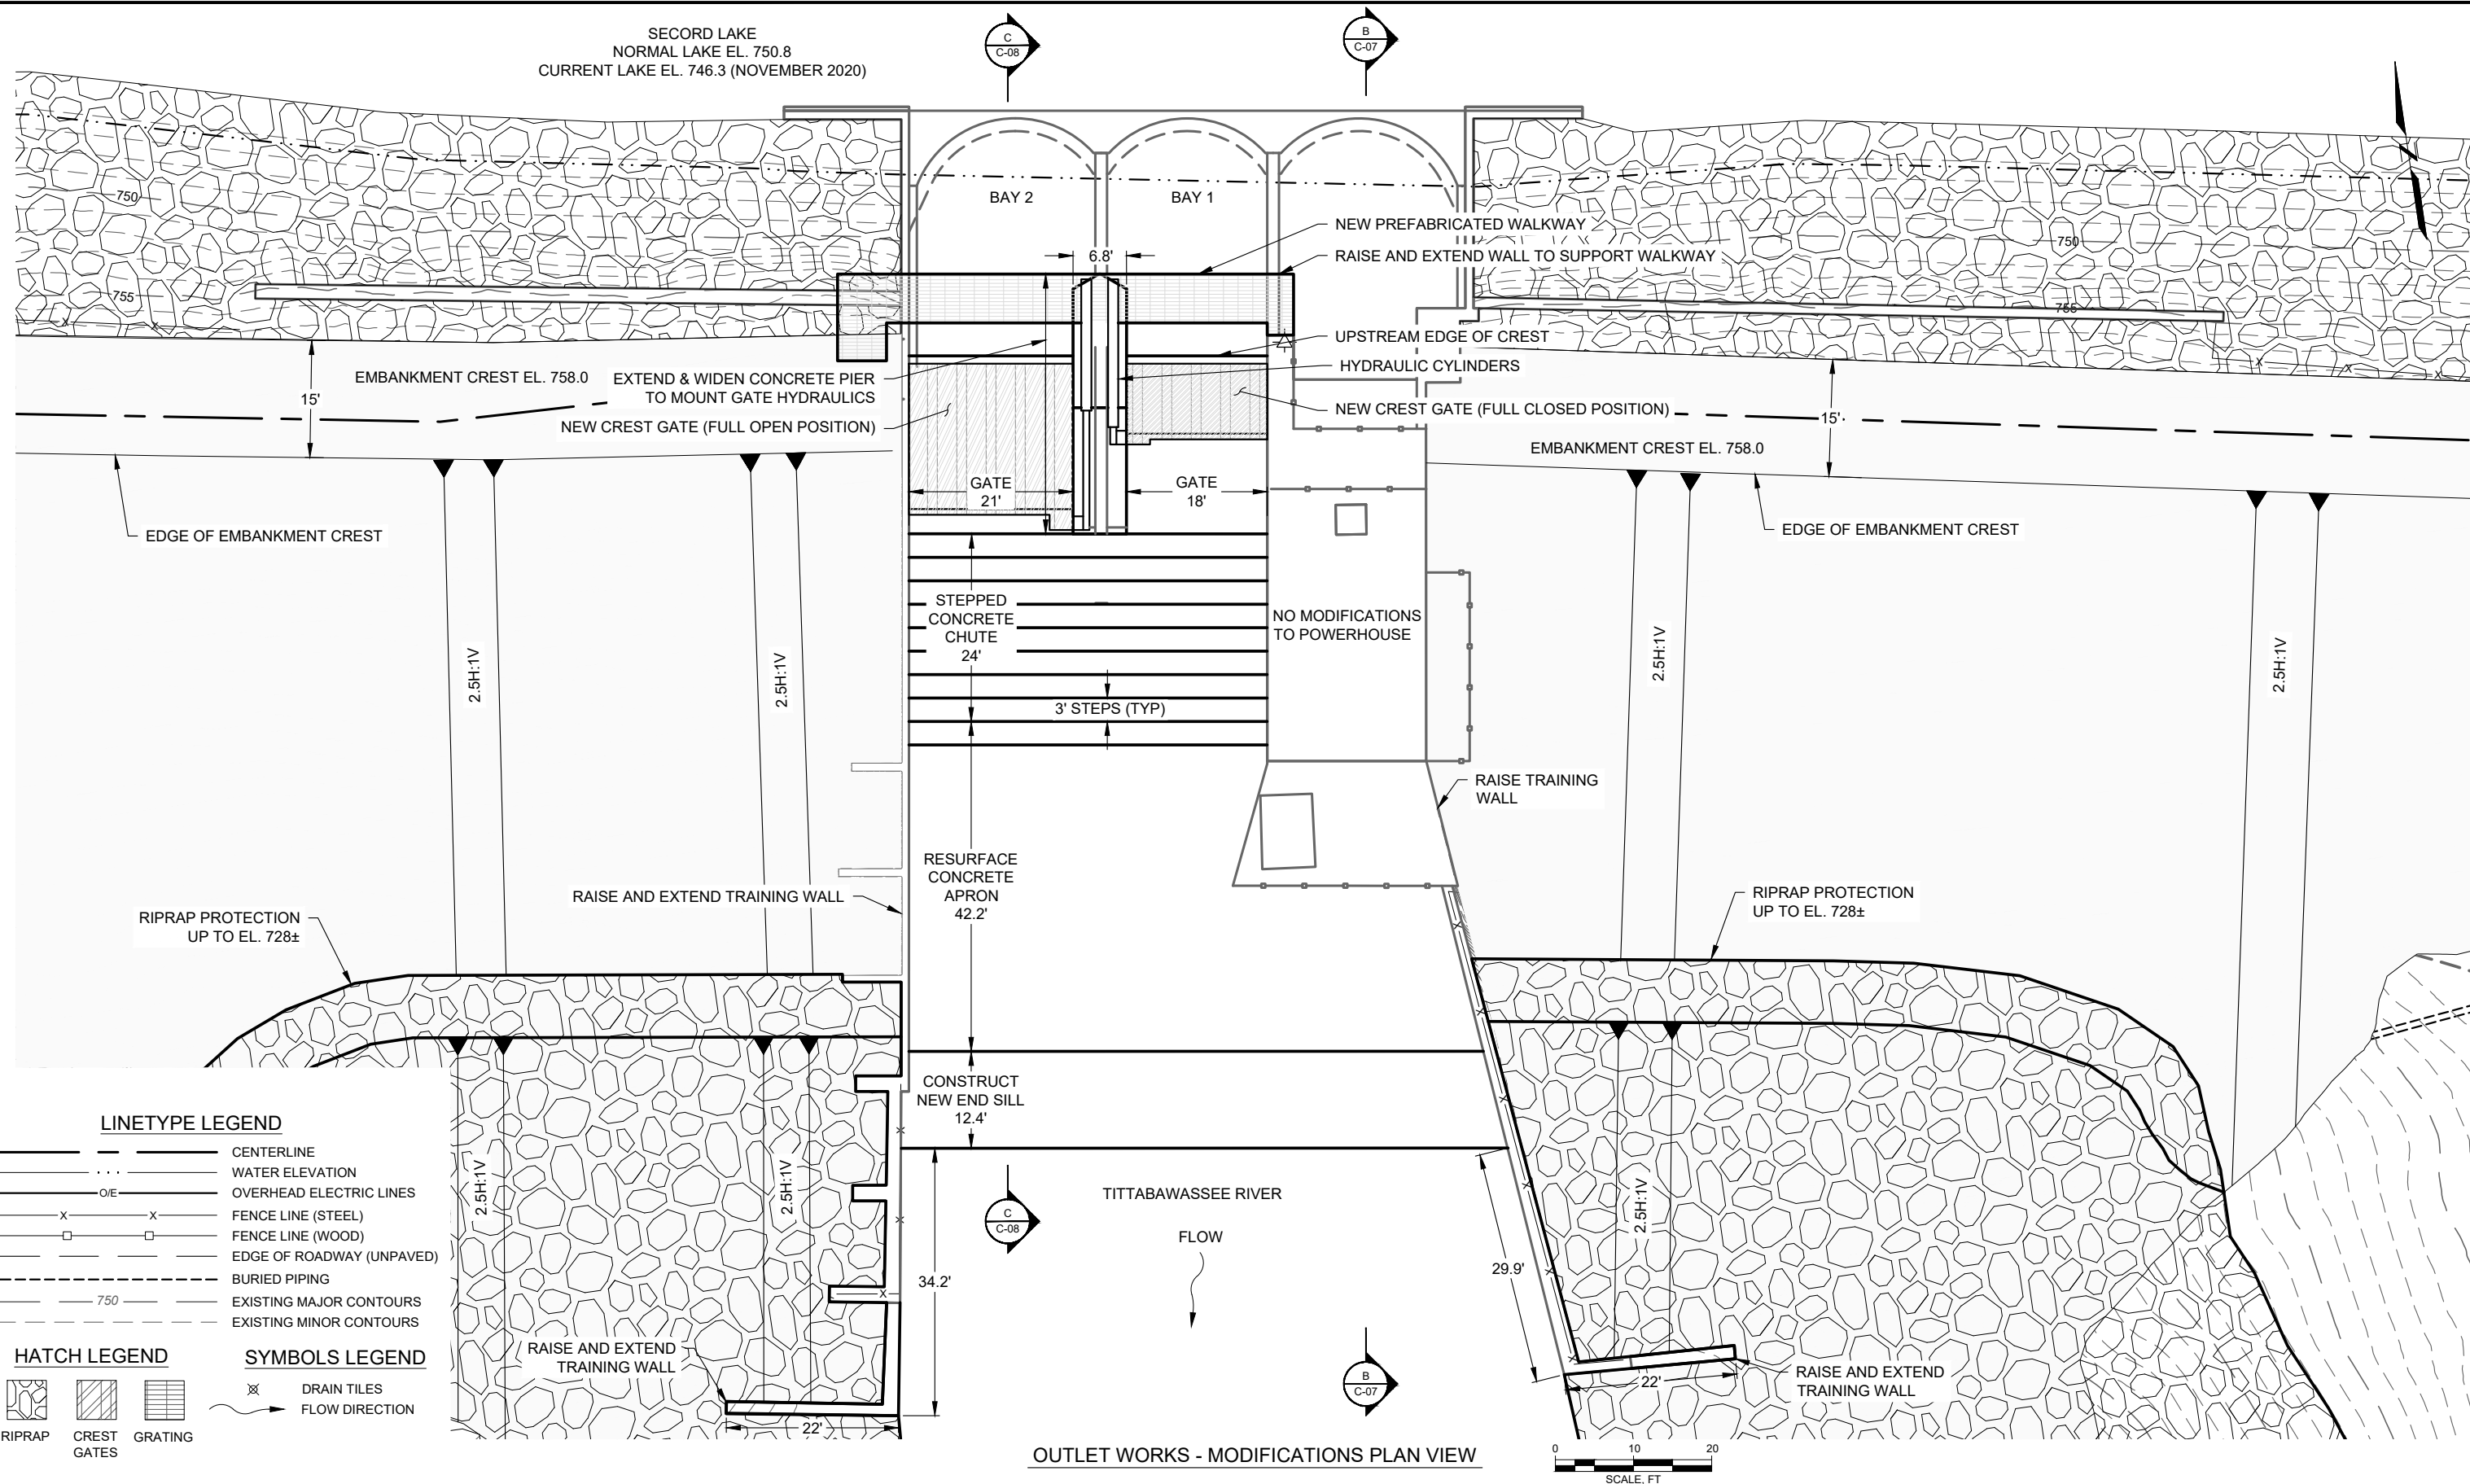 SECORD LAKE
NORMAL LAKE EL. 750.8
CURRENT LAKE EL. 746.3 (NOVEMBER 2020)
C
C-08
B
C-07
750
755
BAY 2
BAY 1
6.8'
NEW PREFABRICATED WALKWAY
RAISE AND EXTEND WALL TO SUPPORT WALKWAY
750
755
UPSTREAM EDGE OF CREST
HYDRAULIC CYLINDERS
NEW CREST GATE (FULL CLOSED POSITION)
EMBANKMENT CREST EL. 758.0
15'
EXTEND & WIDEN CONCRETE PIER
TO MOUNT GATE HYDRAULICS
NEW CREST GATE (FULL OPEN POSITION)
15'
EMBANKMENT CREST EL. 758.0
GATE
21'
GATE
18'
EDGE OF EMBANKMENT CREST
EDGE OF EMBANKMENT CREST
STEPPED
CONCRETE
CHUTE
24'
NO MODIFICATIONS
TO POWERHOUSE
2.5H:1V
2.5H:1V
2.5H:1V
2.5H:1V
3' STEPS (TYP)
RAISE TRAINING
WALL
RESURFACE
CONCRETE
APRON
42.2'
RAISE AND EXTEND TRAINING WALL
RIPRAP PROTECTION
UP TO EL. 728±
RIPRAP PROTECTION
UP TO EL. 728±
CONSTRUCT
NEW END SILL
12.4'
2.5H:1V
2.5H:1V
2.5H:1V
TITTABAWASSEE RIVER
FLOW
C
C-08
34.2'
29.9'
B
C-07
RAISE AND EXTEND
TRAINING WALL
22'
22'
RAISE AND EXTEND
TRAINING WALL
LINETYPE LEGEND
CENTERLINE
WATER ELEVATION
O/E
OVERHEAD ELECTRIC LINES
X X
FENCE LINE (STEEL)
FENCE LINE (WOOD)
EDGE OF ROADWAY (UNPAVED)
BURIED PIPING
750
EXISTING MAJOR CONTOURS
EXISTING MINOR CONTOURS
HATCH LEGEND
RIPRAP
CREST
GATES
GRATING
SYMBOLS LEGEND
DRAIN TILES
FLOW DIRECTION
OUTLET WORKS - MODIFICATIONS PLAN VIEW
0 10 20
SCALE, FT